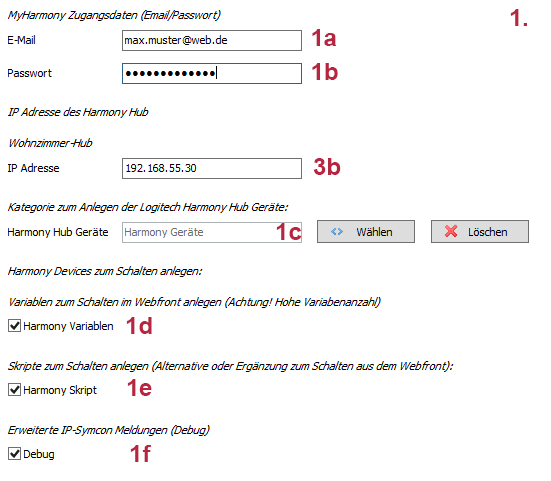 MyHarmony Zugangsdaten (Email/Passwort) 1.
E-Mail max.muster@web.de 1a
Passwort ●●●●●●●●●●●●● 1b
IP Adresse des Harmony Hub
Wohnzimmer-Hub
IP Adresse 192.168.55.30 3b
Kategorie zum Anlegen der Logitech Harmony Hub Geräte:
Harmony Hub Geräte Harmony Geräte 1c Wählen Löschen
Harmony Devices zum Schalten anlegen:
Variablen zum Schalten im Webfront anlegen (Achtung! Hohe Variabenanzahl)
Harmony Variablen 1d
Skripte zum Schalten anlegen (Alternative oder Ergänzung zum Schalten aus dem Webfront):
Harmony Skript 1e
Erweiterte IP-Symcon Meldungen (Debug)
Debug 1f